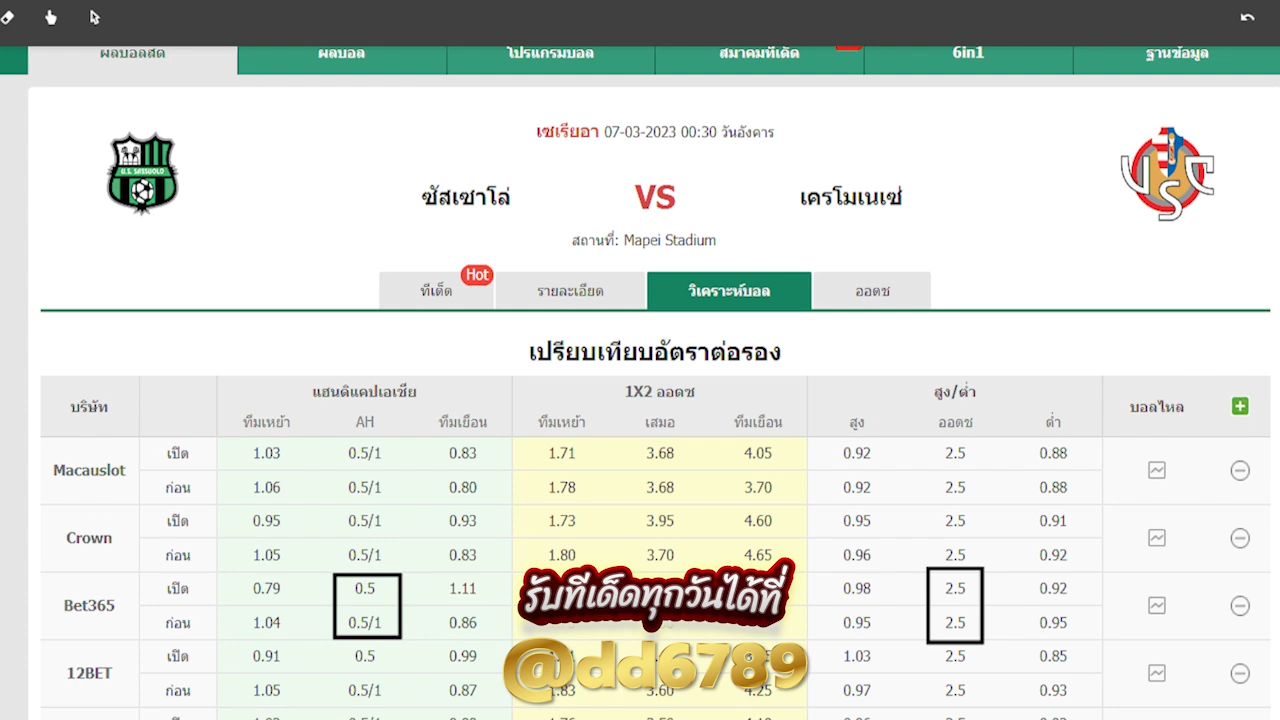 ผลบอลสด ผลบอล โปรแกรมบอล สมาคมทีเด็ด 6in1 ฐานข้อมูล
เซเรียอา 07-03-2023 00:30 วันอังคาร
U.S. SASSUOLO
ซัสเซาโล่ VS เครโมเนเซ่
USC
สถานที่: Mapei Stadium
ทีเด็ด Hot รายละเอียด วิเคราะห์บอล ออดซ
เปรียบเทียบอัตราต่อรอง
บริษัท แฮนดิแคปเอเชีย 1X2 ออดซ สูง/ต่ำ บอลไหล
ทีมเหย้า AH ทีมเยือน ทีมเหย้า เสมอ ทีมเยือน สูง ออดซ ต่ำ
Macauslot เปิด 1.03 0.5/1 0.83 1.71 3.68 4.05 0.92 2.5 0.88
ก่อน 1.06 0.5/1 0.80 1.78 3.68 3.70 0.92 2.5 0.88
Crown เปิด 0.95 0.5/1 0.93 1.73 3.95 4.60 0.95 2.5 0.91
ก่อน 1.05 0.5/1 0.83 1.80 3.70 4.65 0.96 2.5 0.92
Bet365 เปิด 0.79 0.5 1.11 0.98 2.5 0.92
ก่อน 1.04 0.5/1 0.86 0.95 2.5 0.95
รับทีเด็ดทุกวันได้ที่
12BET เปิด 0.91 0.5 0.99 1.03 2.5 0.85
ก่อน 1.05 0.5/1 0.87 1.83 3.60 4.25 0.97 2.5 0.93
@dd6789